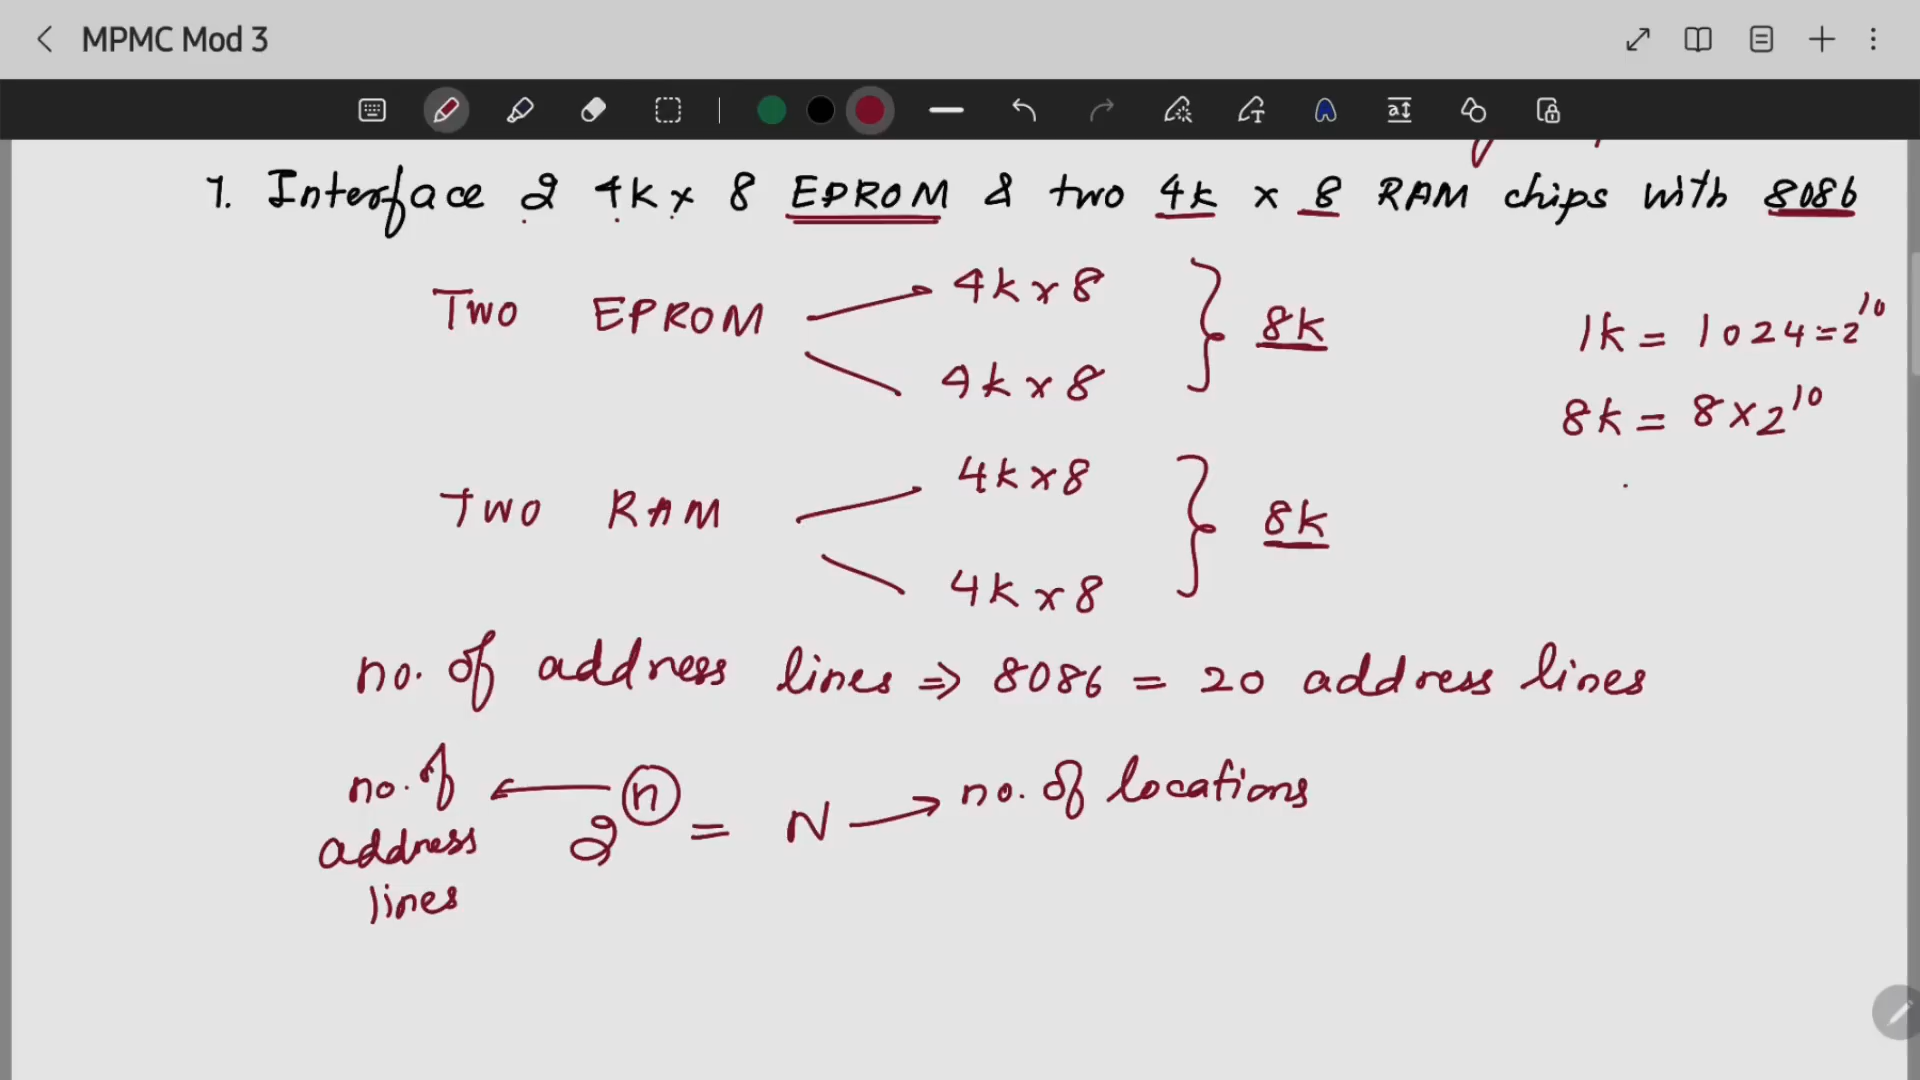 MPMC Mod 3
1. Interface 2 4k x 8 EPROM & two 4k x 8 RAM chips with 8086
Two EPROM 4k x 8
4k x 8
8k
1k = 1024 = 2^10
8k = 8 x 2^10
Two RAM 4k x 8
4k x 8
8k
no. of address lines ⇒ 8086 = 20 address lines
no. of address lines ← 2^n = N → no. of locations